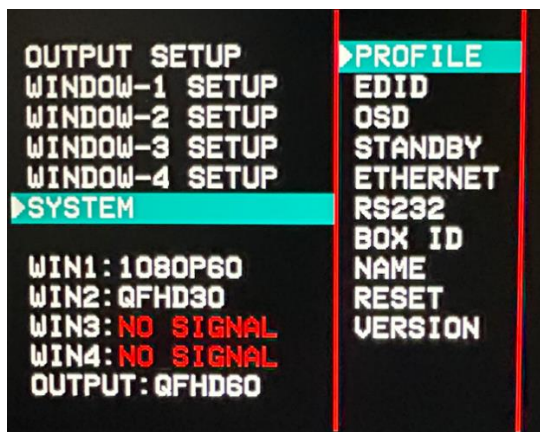 OUTPUT SETUP
WINDOW-1 SETUP
WINDOW-2 SETUP
WINDOW-3 SETUP
WINDOW-4 SETUP
SYSTEM
WIN1:1080P60
WIN2:QFHD30
WIN3:NO SIGNAL
WIN4:NO SIGNAL
OUTPUT:QFHD60
PROFILE
EDID
OSD
STANDBY
ETHERNET
RS232
BOX ID
NAME
RESET
VERSION